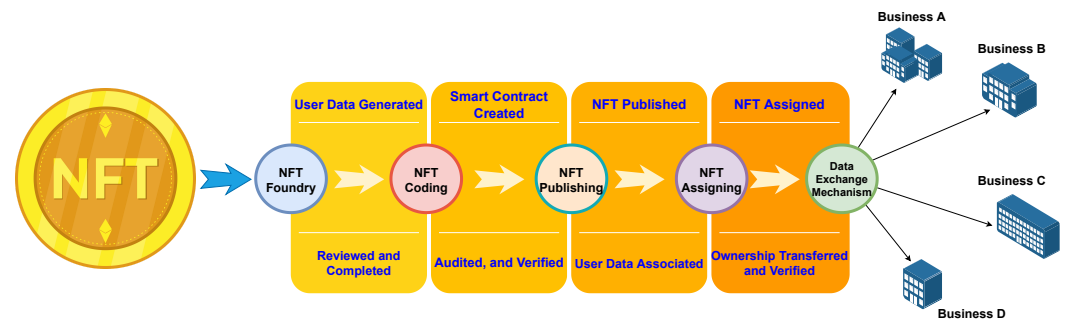 NFT
User Data Generated
Smart Contract
Created
NFT Published
NFT Assigned
NFT
Foundry
NFT
Coding
NFT
Publishing
NFT
Assigning
Data
Exchange
Mechanism
Reviewed and
Completed
Audited, and Verified
User Data Associated
Ownership Transferred
and Verified
Business A
Business B
Business C
Business D